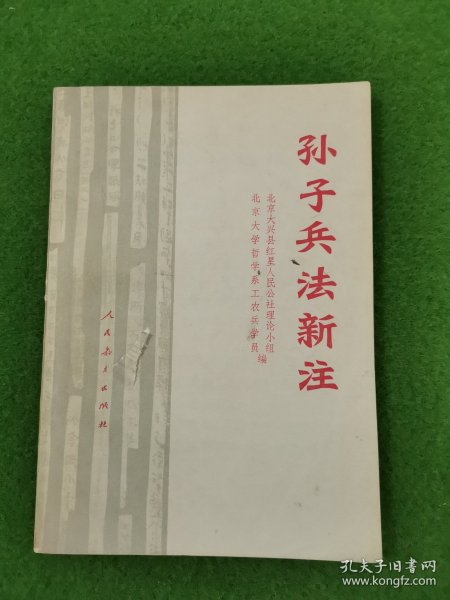 孙子兵法新注
北京大兴县红星人民公社理论小组
北京大学哲学系工农兵学员编
人民教育出版社
孔夫子旧书网
www.kongfz.com